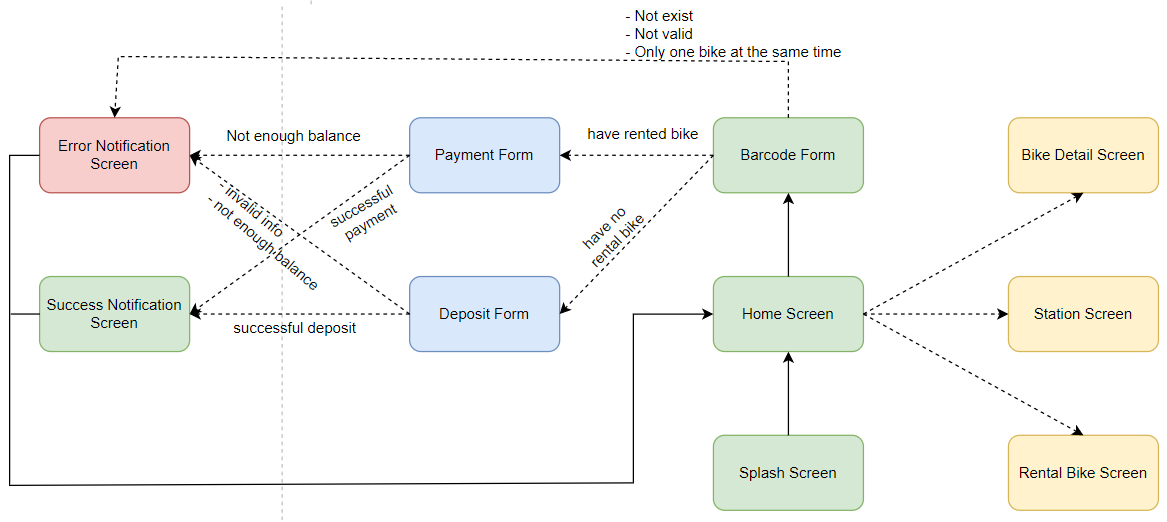 - Not exist
- Not valid
- Only one bike at the same time
Error Notification
Screen
Not enough balance
Payment Form
have rented bike
Barcode Form
Bike Detail Screen
- invalid info
- not enough balance
successful
payment
have no
rental bike
Success Notification
Screen
successful deposit
Deposit Form
Home Screen
Station Screen
Splash Screen
Rental Bike Screen